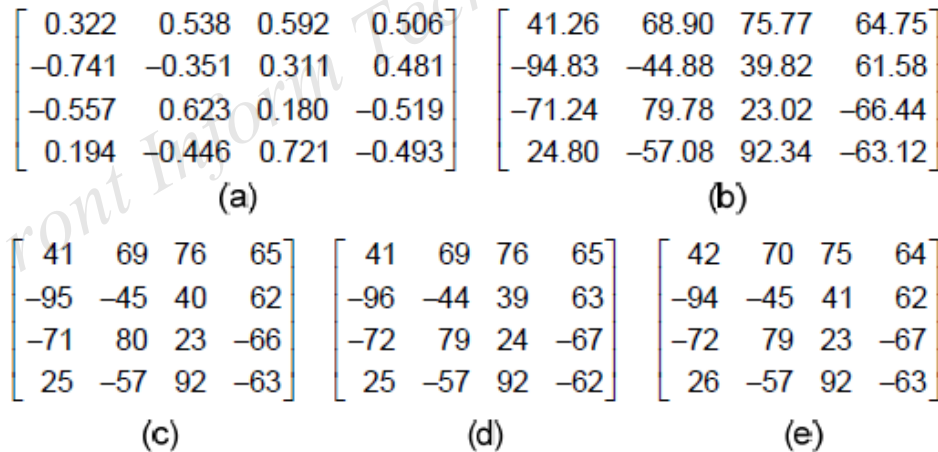 0.322 0.538 0.592 0.506
–0.741 –0.351 0.311 0.481
–0.557 0.623 0.180 –0.519
0.194 –0.446 0.721 –0.493
(a)
41.26 68.90 75.77 64.75
–94.83 –44.88 39.82 61.58
–71.24 79.78 23.02 –66.44
24.80 –57.08 92.34 –63.12
(b)
41 69 76 65
–95 –45 40 62
–71 80 23 –66
25 –57 92 –63
(c)
41 69 76 65
–96 –44 39 63
–72 79 24 –67
25 –57 92 –62
(d)
42 70 75 64
–94 –45 41 62
–72 79 23 –67
26 –57 92 –63
(e)
ront Inform Tec